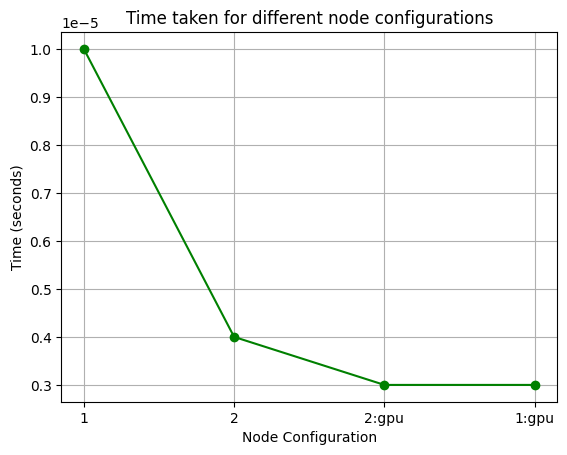 Time taken for different node configurations
1e−5
1.0
0.9
0.8
0.7
0.6
0.5
0.4
0.3
Time (seconds)
1 2 2:gpu 1:gpu
Node Configuration